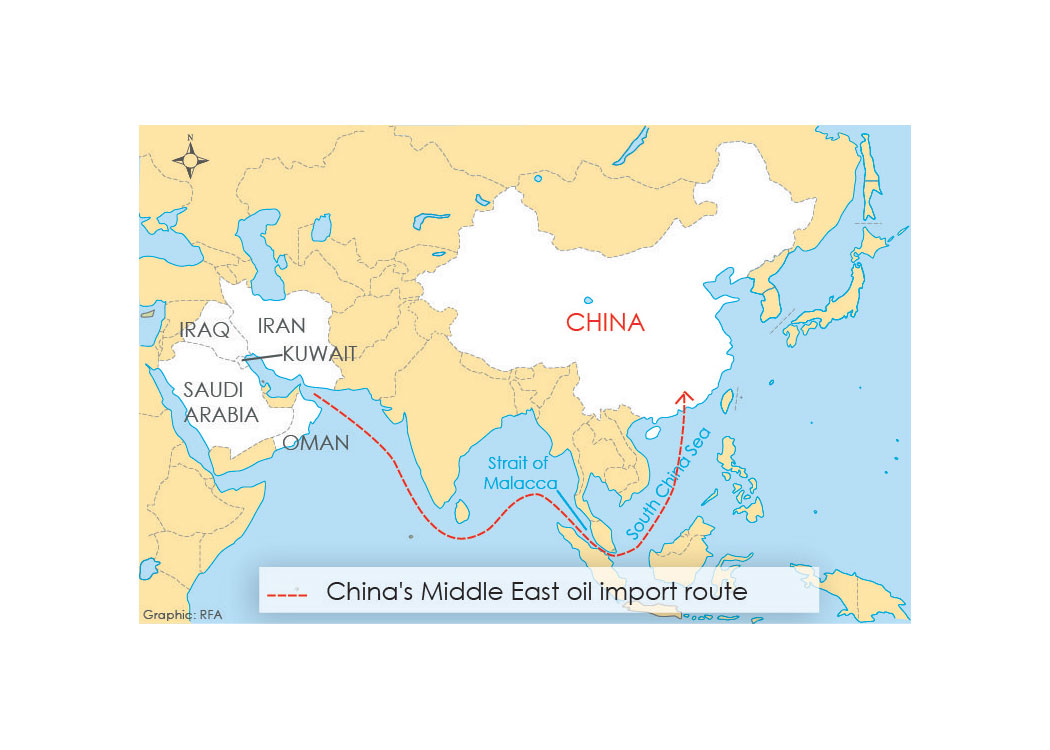 N
CHINA
IRAQ
IRAN
KUWAIT
SAUDI
ARABIA
OMAN
Strait of
Malacca
South China Sea
China's Middle East oil import route
Graphic: RFA